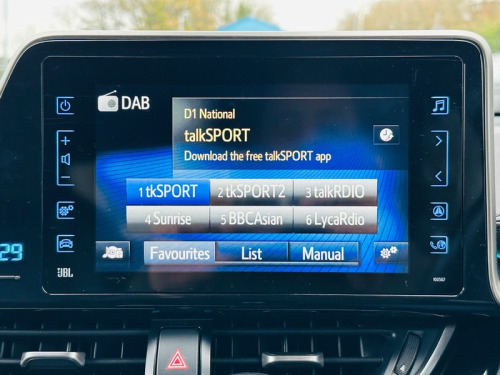 DAB
D1 National
talkSPORT
Download the free talkSPORT app
1 tkSPORT 2 tkSPORT2 3 talkRDIO
4 Sunrise 5 BBCAsian 6 LycaRdio
Favourites List Manual
29
JBL